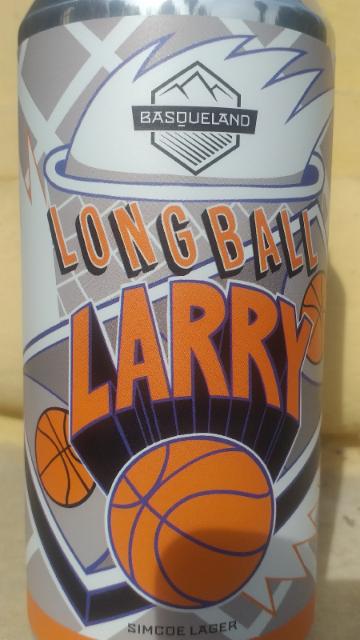 BASQUELAND
LONG BALL
LARRY
SIMCOE LAGER